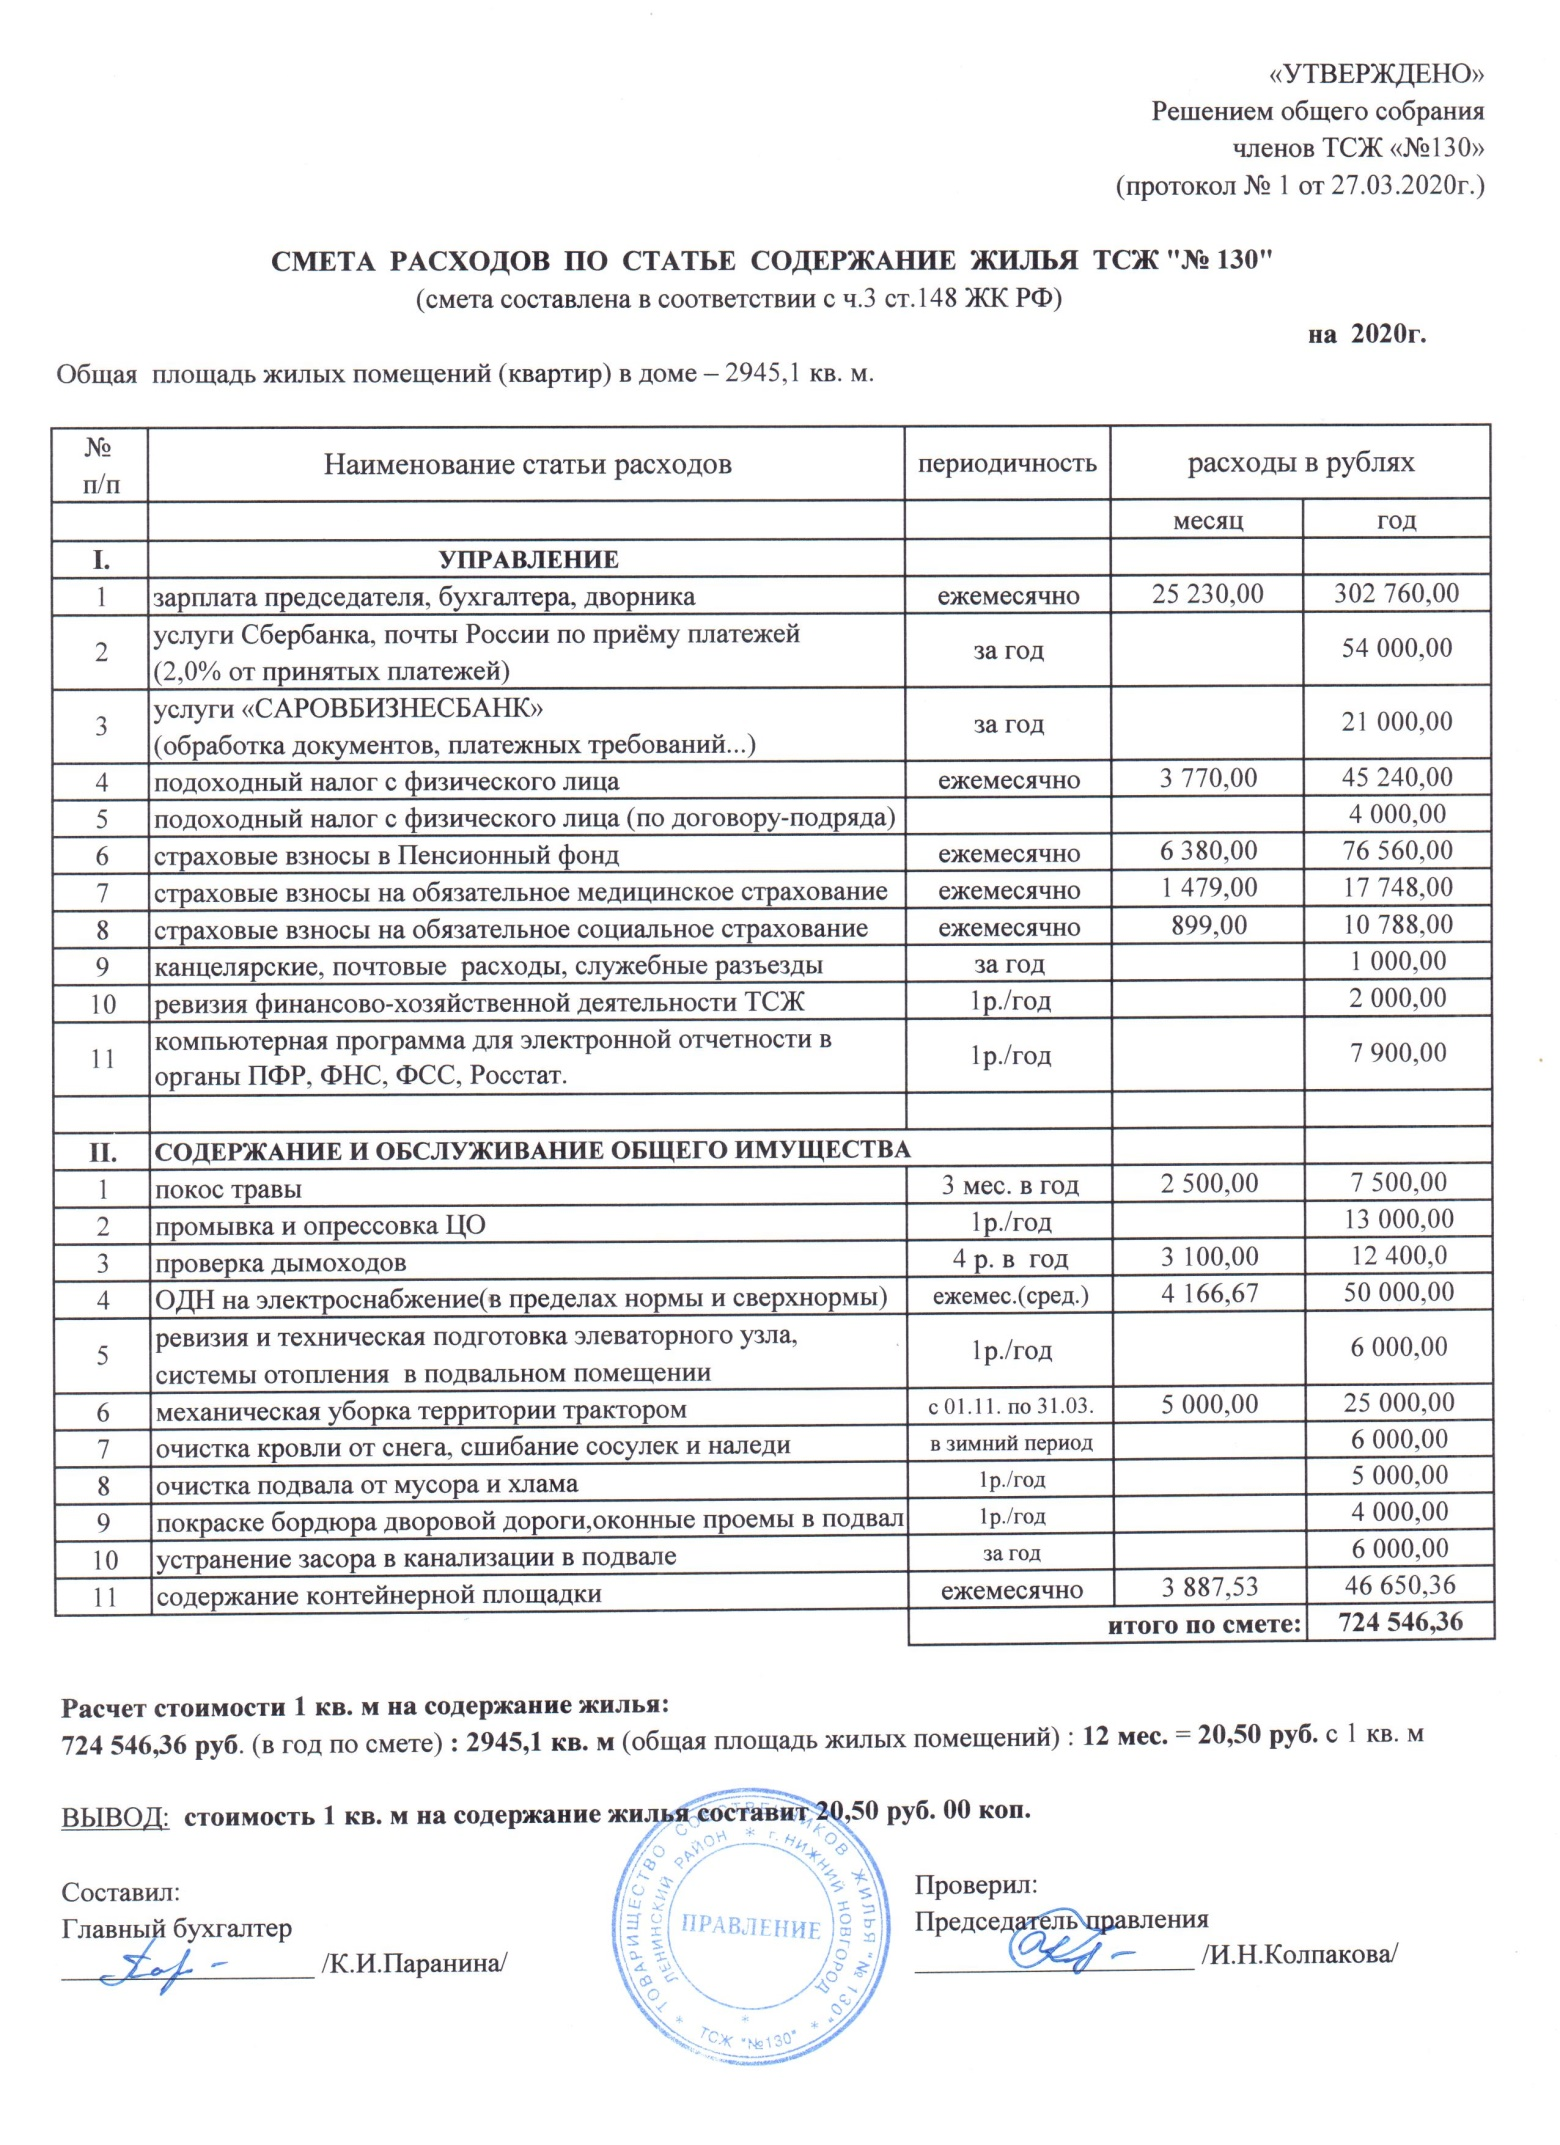 «УТВЕРЖДЕНО»
Решением общего собрания
членов ТСЖ «№130»
(протокол № 1 от 27.03.2020г.)
СМЕТА РАСХОДОВ ПО СТАТЬЕ СОДЕРЖАНИЕ ЖИЛЬЯ ТСЖ "№ 130"
(смета составлена в соответствии с ч.3 ст.148 ЖК РФ)
на 2020г.
Общая площадь жилых помещений (квартир) в доме – 2945,1 кв. м.
№ п/п Наименование статьи расходов периодичность расходы в рублях
месяц год
I. УПРАВЛЕНИЕ
1 зарплата председателя, бухгалтера, дворника ежемесячно 25 230,00 302 760,00
2 услуги Сбербанка, почты России по приёму платежей
(2,0% от принятых платежей) за год 54 000,00
3 услуги «САРОВБИЗНЕСБАНК»
(обработка документов, платежных требований...) за год 21 000,00
4 подоходный налог с физического лица ежемесячно 3 770,00 45 240,00
5 подоходный налог с физического лица (по договору-подряда) 4 000,00
6 страховые взносы в Пенсионный фонд ежемесячно 6 380,00 76 560,00
7 страховые взносы на обязательное медицинское страхование ежемесячно 1 479,00 17 748,00
8 страховые взносы на обязательное социальное страхование ежемесячно 899,00 10 788,00
9 канцелярские, почтовые расходы, служебные разъезды за год 1 000,00
10 ревизия финансово-хозяйственной деятельности ТСЖ 1р./год 2 000,00
11 компьютерная программа для электронной отчетности в
органы ПФР, ФНС, ФСС, Росстат. 1р./год 7 900,00
II. СОДЕРЖАНИЕ И ОБСЛУЖИВАНИЕ ОБЩЕГО ИМУЩЕСТВА
1 покос травы 3 мес. в год 2 500,00 7 500,00
2 промывка и опрессовка ЦО 1р./год 13 000,00
3 проверка дымоходов 4 р. в год 3 100,00 12 400,0
4 ОДН на электроснабжение(в пределах нормы и сверхнормы) ежемес.(сред.) 4 166,67 50 000,00
5 ревизия и техническая подготовка элеваторного узла,
системы отопления в подвальном помещении 1р./год 6 000,00
6 механическая уборка территории трактором с 01.11. по 31.03. 5 000,00 25 000,00
7 очистка кровли от снега, сшибание сосулек и наледи в зимний период 6 000,00
8 очистка подвала от мусора и хлама 1р./год 5 000,00
9 покраске бордюра дворовой дороги,оконные проемы в подвал 1р./год 4 000,00
10 устранение засора в канализации в подвале за год 6 000,00
11 содержание контейнерной площадки ежемесячно 3 887,53 46 650,36
итого по смете: 724 546,36
Расчет стоимости 1 кв. м на содержание жилья:
724 546,36 руб. (в год по смете) : 2945,1 кв. м (общая площадь жилых помещений) : 12 мес. = 20,50 руб. с 1 кв. м
ВЫВОД: стоимость 1 кв. м на содержание жилья составит 20,50 руб. 00 коп.
Составил:
Главный бухгалтер
/К.И.Паранина/
Проверил:
Председатель правления
/И.Н.Колпакова/
* ТОВАРИЩЕСТВО СОБСТВЕННИКОВ ЖИЛЬЯ "№ 130" *
ТСЖ "№130"
ЛЕНИНСКИЙ РАЙОН * г. НИЖНИЙ НОВГОРОД *
ПРАВЛЕНИЕ